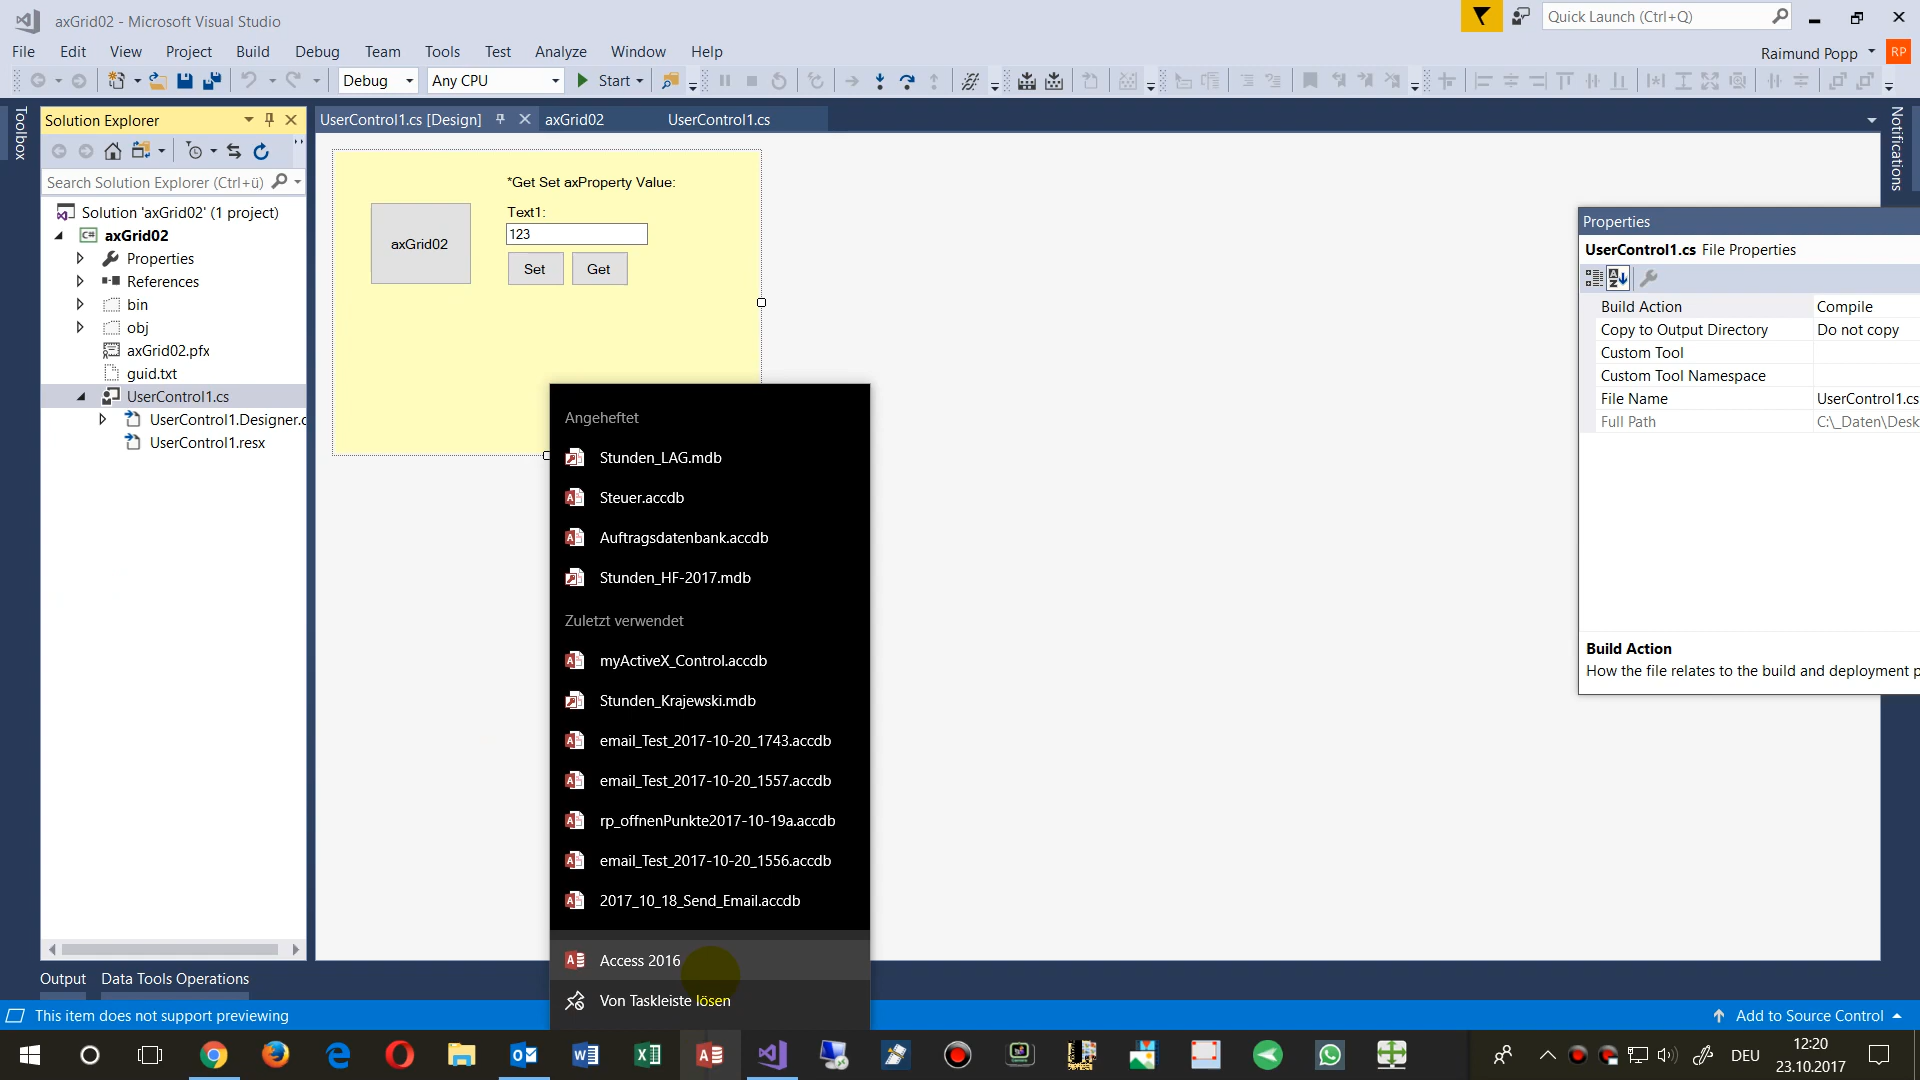 axGrid02 - Microsoft Visual Studio
Quick Launch (Ctrl+Q)
File Edit View Project Build Debug Team Tools Test Analyze Window Help
Raimund Popp RP
Debug Any CPU Start
Toolbox
Solution Explorer
UserControl1.cs [Design] axGrid02 UserControl1.cs
Notifications
Search Solution Explorer (Ctrl+ü)
Solution 'axGrid02' (1 project)
axGrid02
Properties
References
bin
obj
axGrid02.pfx
guid.txt
UserControl1.cs
UserControl1.Designer.c
UserControl1.resx
*Get Set axProperty Value:
Text1:
123
axGrid02
Set Get
Properties
UserControl1.cs File Properties
Build Action Compile
Copy to Output Directory Do not copy
Custom Tool
Custom Tool Namespace
File Name UserControl1.cs
Full Path C:\_Daten\Desk
Build Action
How the file relates to the build and deployment p
Angeheftet
Stunden_LAG.mdb
Steuer.accdb
Auftragsdatenbank.accdb
Stunden_HF-2017.mdb
Zuletzt verwendet
myActiveX_Control.accdb
Stunden_Krajewski.mdb
email_Test_2017-10-20_1743.accdb
email_Test_2017-10-20_1557.accdb
rp_offnenPunkte2017-10-19a.accdb
email_Test_2017-10-20_1556.accdb
2017_10_18_Send_Email.accdb
Access 2016
Von Taskleiste lösen
Output Data Tools Operations
This item does not support previewing
Add to Source Control
DEU
12:20
23.10.2017